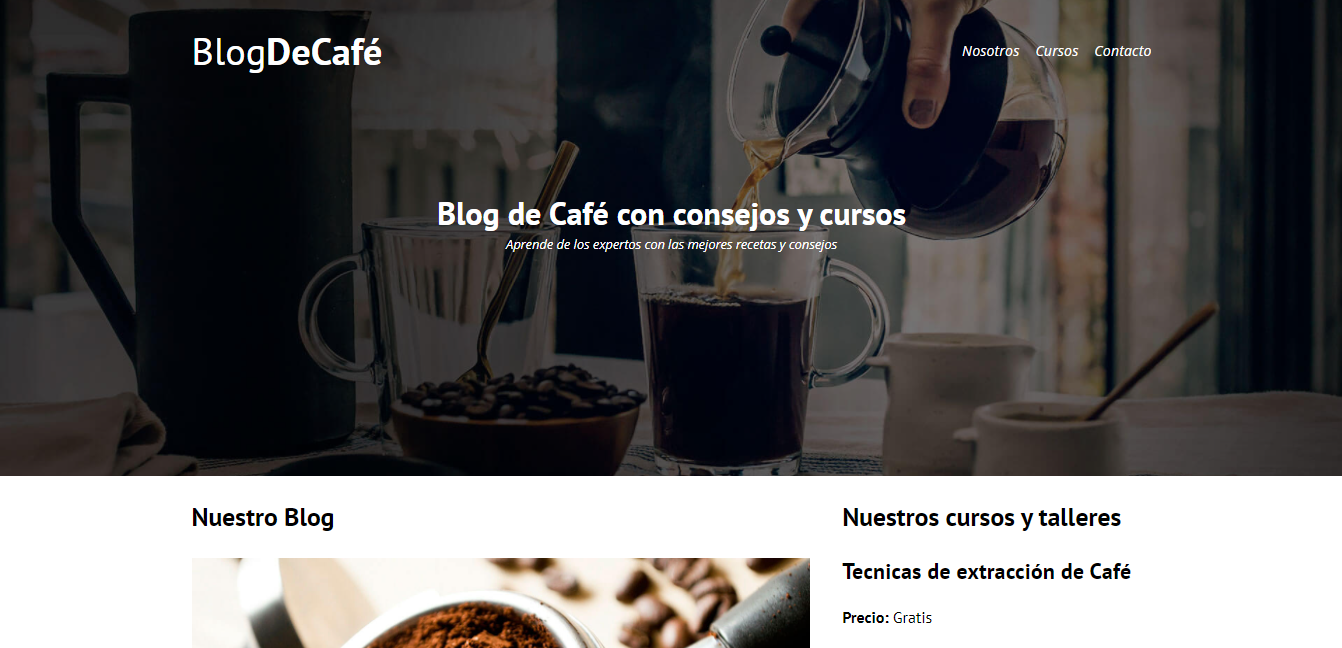 BlogDeCafé
Nosotros Cursos Contacto
Blog de Café con consejos y cursos
Aprende de los expertos con las mejores recetas y consejos
Nuestro Blog
Nuestros cursos y talleres
Tecnicas de extracción de Café
Precio: Gratis